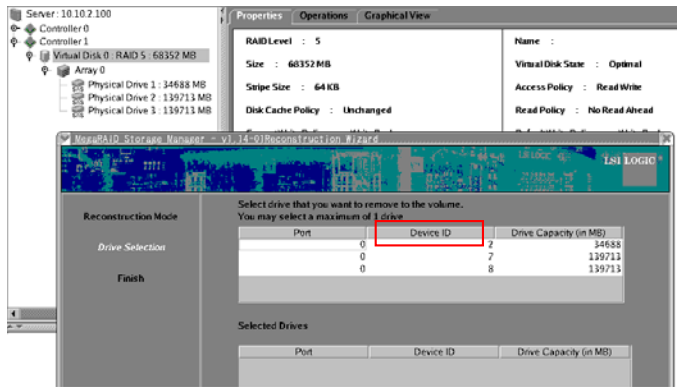 Server: 10.10.2.100
Controller 0
Controller 1
Virtual Disk 0 : RAID 5 : 68352 MB
Array 0
Physical Drive 1 : 34688 MB
Physical Drive 2 : 139713 MB
Physical Drive 3 : 139713 MB
Properties Operations Graphical View
RAID Level : 5
Name :
Size : 68352 MB
Virtual Disk State : Optimal
Stripe Size : 64 KB
Access Policy : Read Write
Disk Cache Policy : Unchanged
Read Policy : No Read Ahead
MegaRAID Storage Manager - v1.14-01Reconstruction Wizard
LSI LOGIC
Reconstruction Mode
Drive Selection
Finish
Select drive that you want to remove to the volume.
You may select a maximum of 1 drive
Port Device ID Drive Capacity (in MB)
0 2 34688
0 7 139713
0 8 139713
Selected Drives
Port Device ID Drive Capacity (in MB)